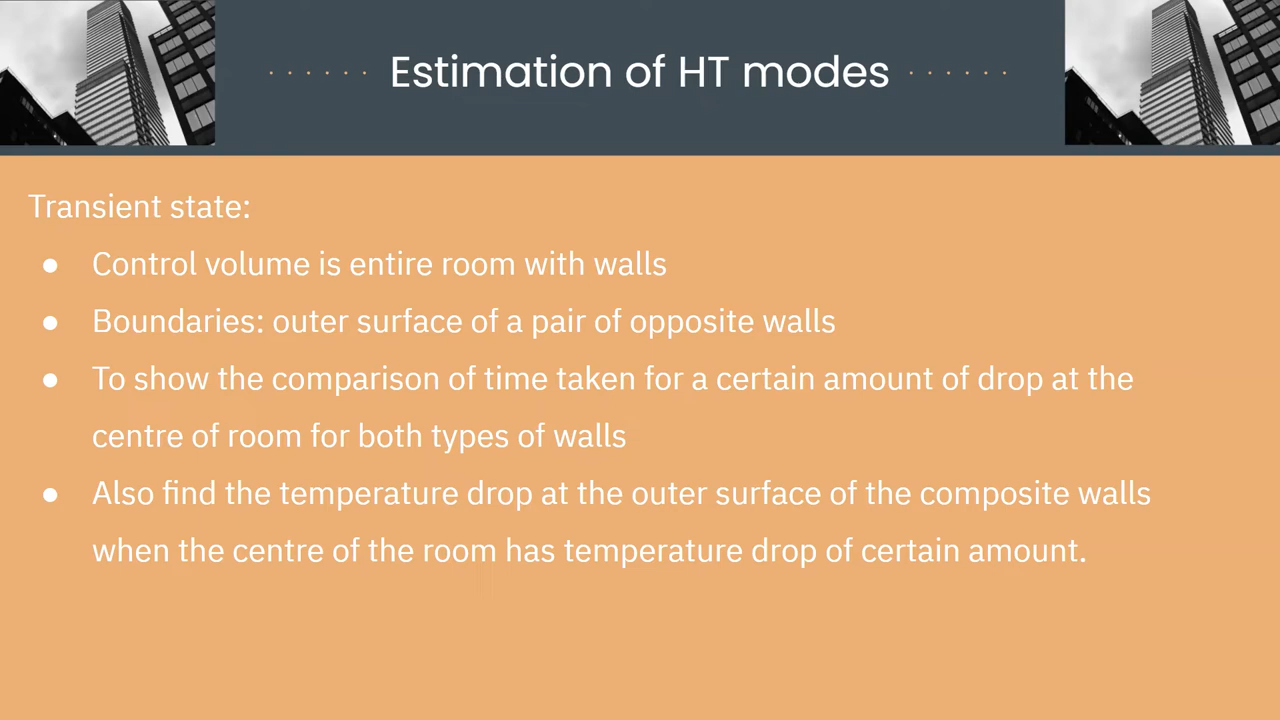 Estimation of HT modes
Transient state:
● Control volume is entire room with walls
● Boundaries: outer surface of a pair of opposite walls
● To show the comparison of time taken for a certain amount of drop at the
centre of room for both types of walls
● Also find the temperature drop at the outer surface of the composite walls
when the centre of the room has temperature drop of certain amount.